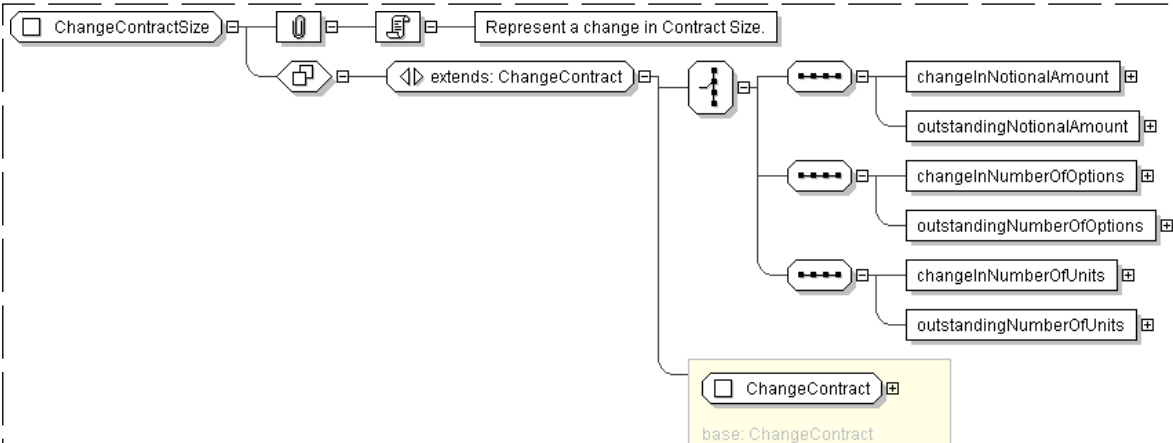 ChangeContractSize
Represent a change in Contract Size.
extends: ChangeContract
changeInNotionalAmount
outstandingNotionalAmount
changeInNumberOfOptions
outstandingNumberOfOptions
changeInNumberOfUnits
outstandingNumberOfUnits
ChangeContract
base: ChangeContract